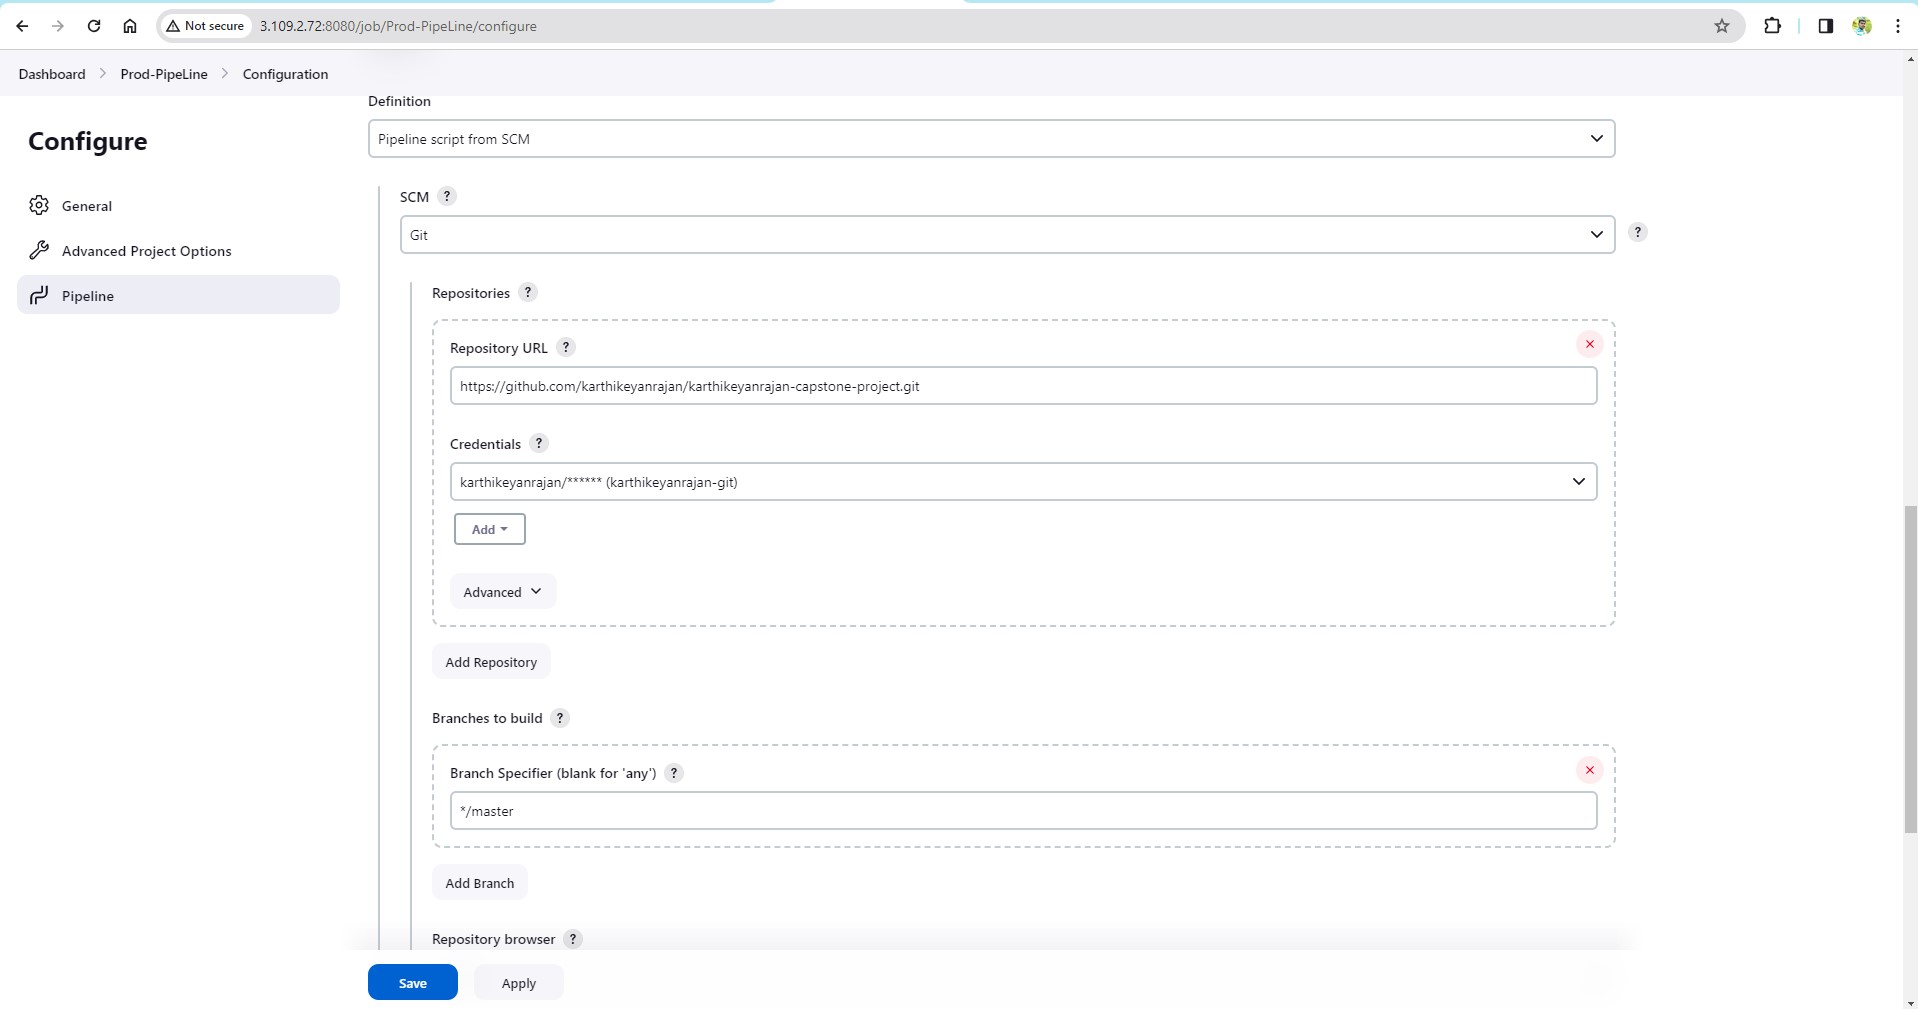 Not secure 3.109.2.72:8080/job/Prod-PipeLine/configure
Dashboard Prod-PipeLine Configuration
Configure
General
Advanced Project Options
Pipeline
Definition
Pipeline script from SCM
SCM ?
Git
?
Repositories ?
Repository URL ?
https://github.com/karthikeyanrajan/karthikeyanrajan-capstone-project.git
Credentials ?
karthikeyanrajan/****** (karthikeyanrajan-git)
Add
Advanced
Add Repository
Branches to build ?
Branch Specifier (blank for 'any') ?
*/master
Add Branch
Repository browser ?
Save Apply